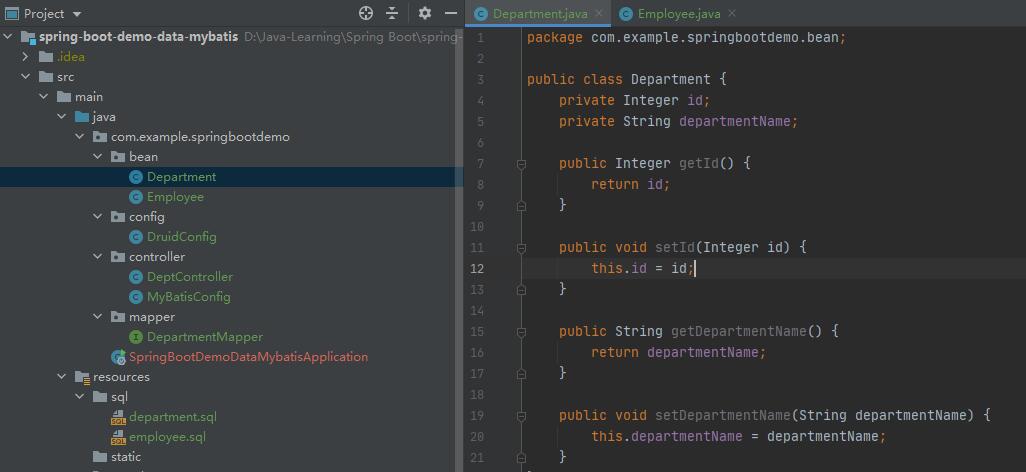 Project
spring-boot-demo-data-mybatis D:\Java-Learning\Spring Boot\spring-
.idea
src
main
java
com.example.springbootdemo
bean
Department
Employee
config
DruidConfig
controller
DeptController
MyBatisConfig
mapper
DepartmentMapper
SpringBootDemoDataMybatisApplication
resources
sql
department.sql
employee.sql
static
Department.java Employee.java
1 package com.example.springbootdemo.bean;
2
3 public class Department {
4 private Integer id;
5 private String departmentName;
6
7 public Integer getId() {
8 return id;
9 }
10
11 public void setId(Integer id) {
12 this.id = id;
13 }
14
15 public String getDepartmentName() {
16 return departmentName;
17 }
18
19 public void setDepartmentName(String departmentName) {
20 this.departmentName = departmentName;
21 }